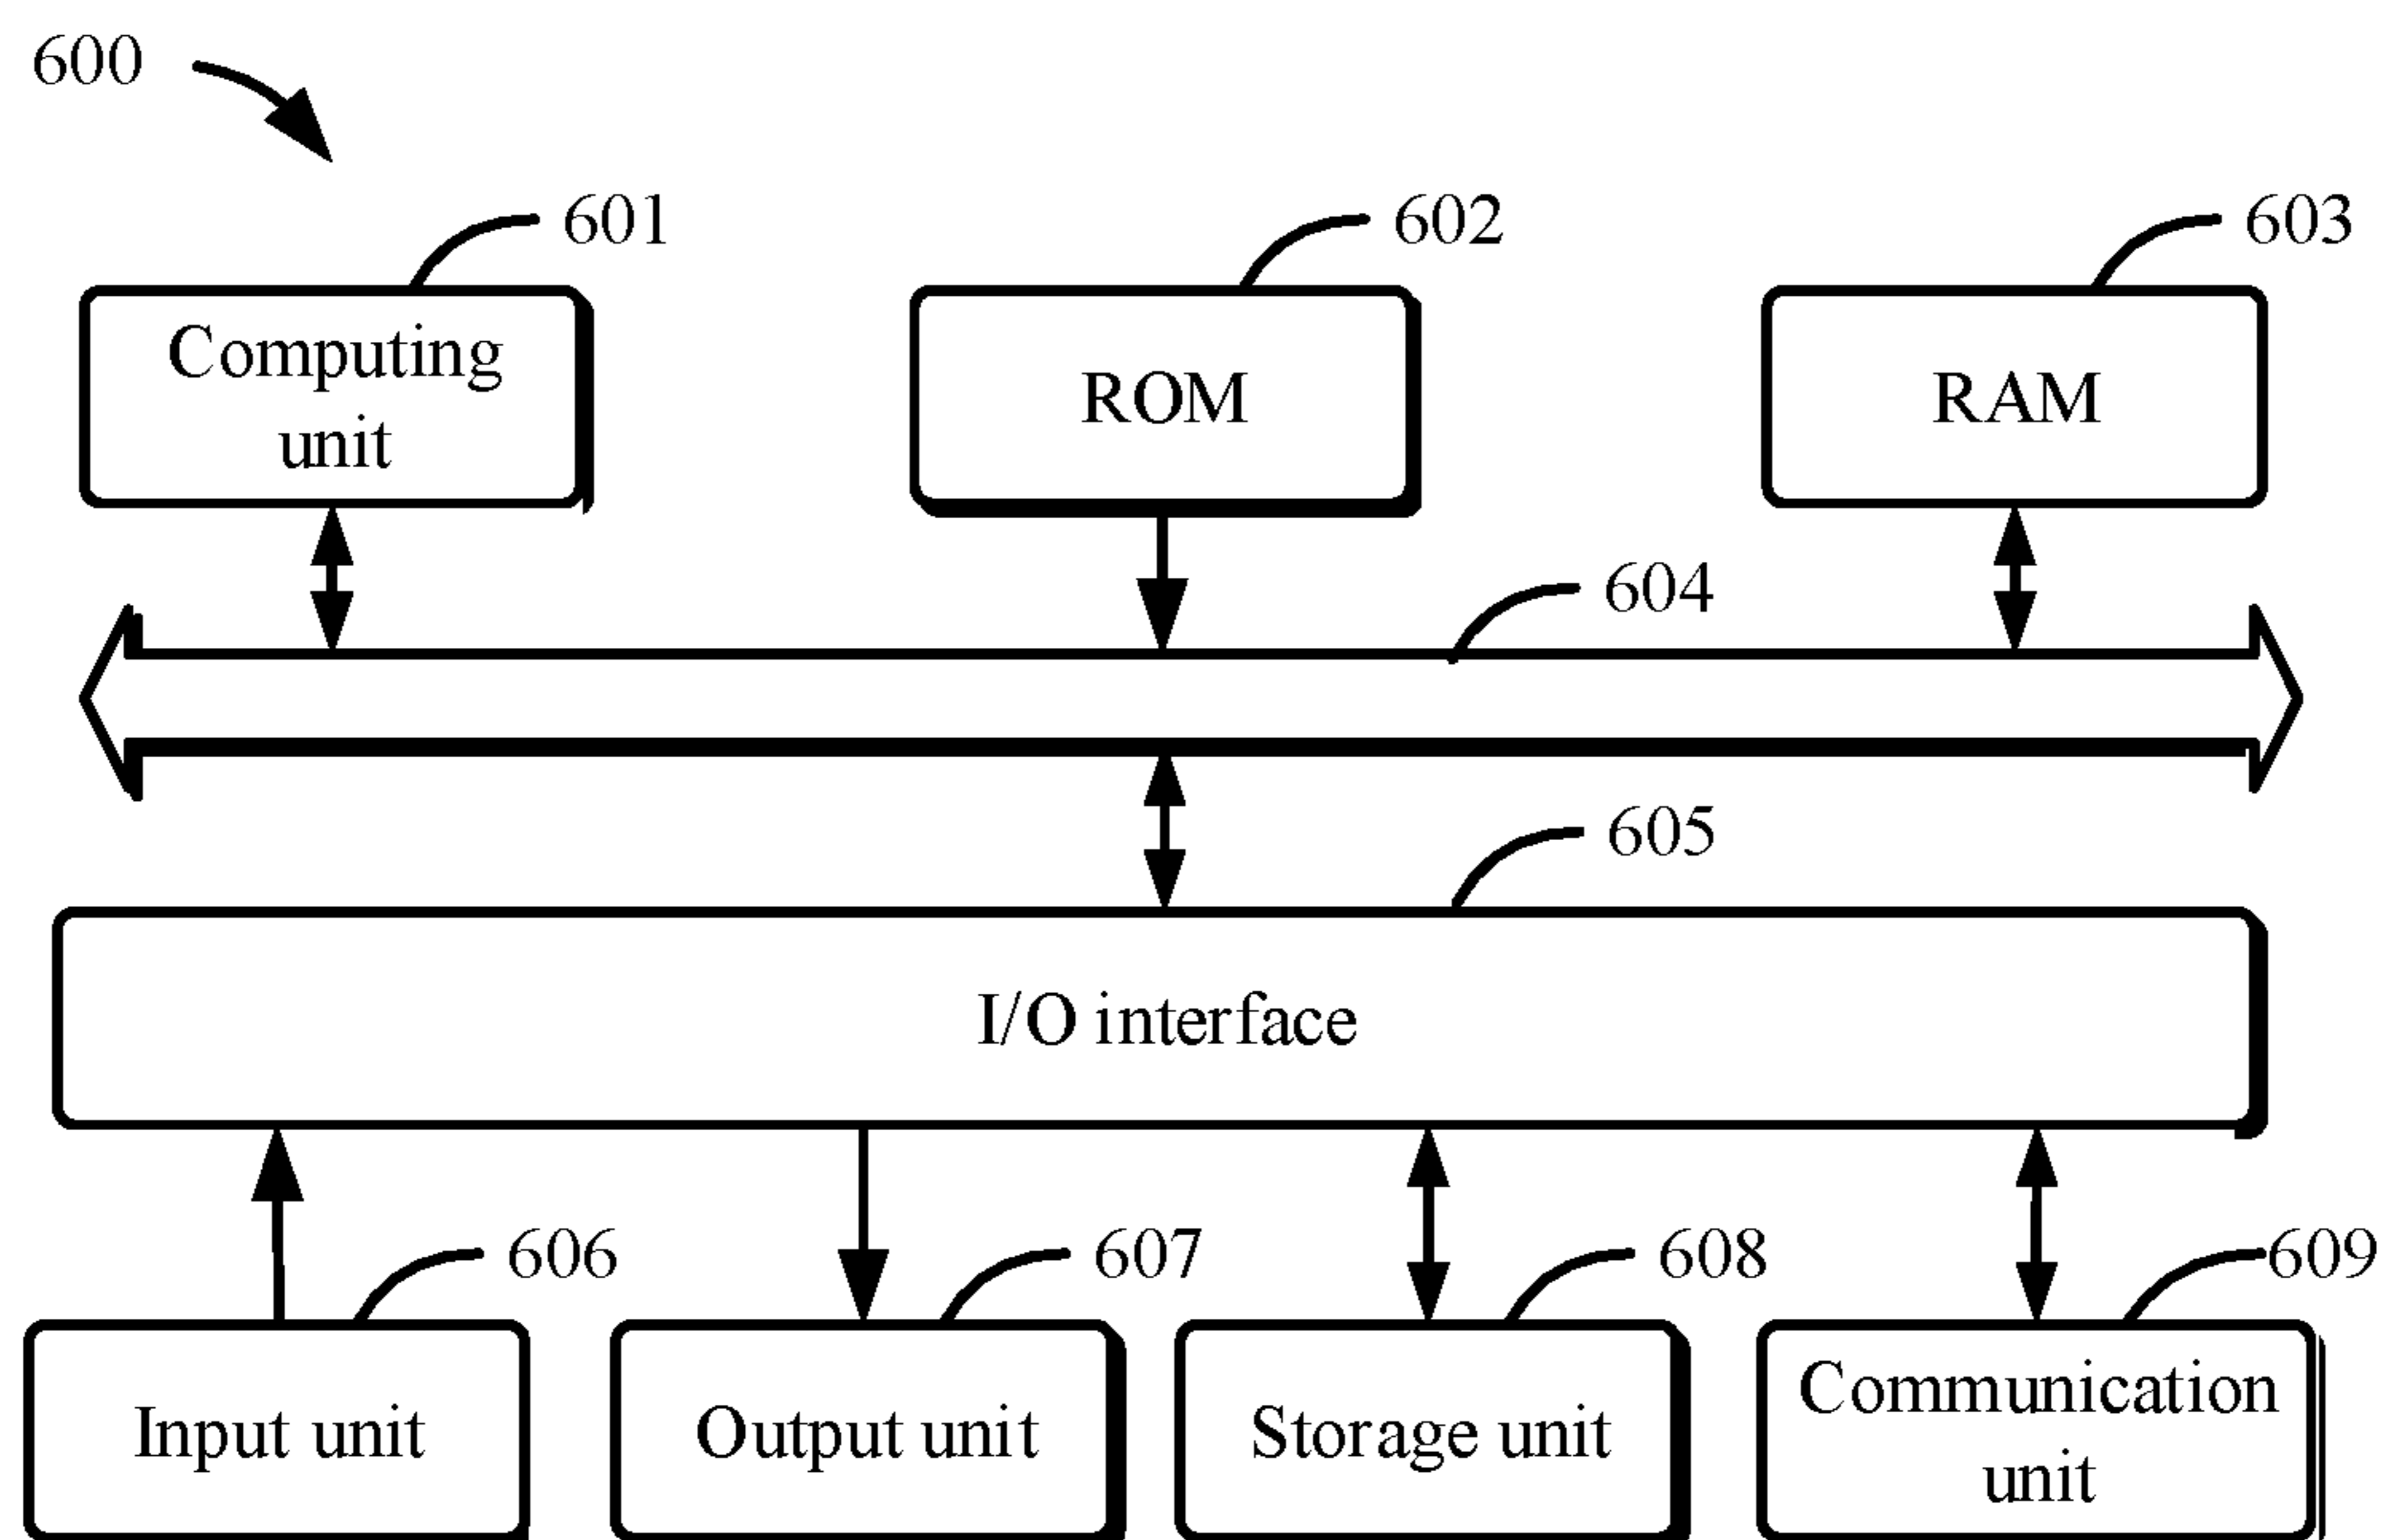 600
601
602
603
Computing
unit
ROM
RAM
604
605
I/O interface
606
607
608
609
Input unit
Output unit
Storage unit
Communication
unit